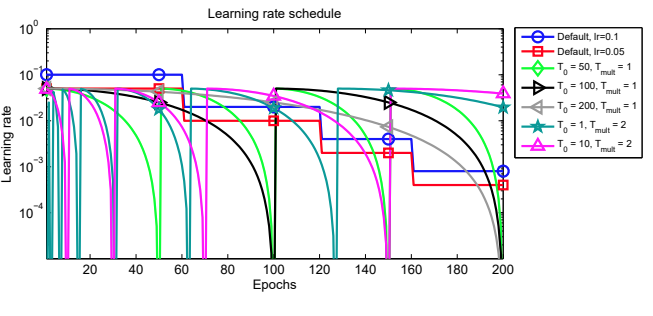 Learning rate schedule
10^0
10^-1
10^-2
10^-3
10^-4
Learning rate
20 40 60 80 100 120 140 160 180 200
Epochs
Default, lr=0.1
Default, lr=0.05
T_0 = 50, T_mult = 1
T_0 = 100, T_mult = 1
T_0 = 200, T_mult = 1
T_0 = 1, T_mult = 2
T_0 = 10, T_mult = 2